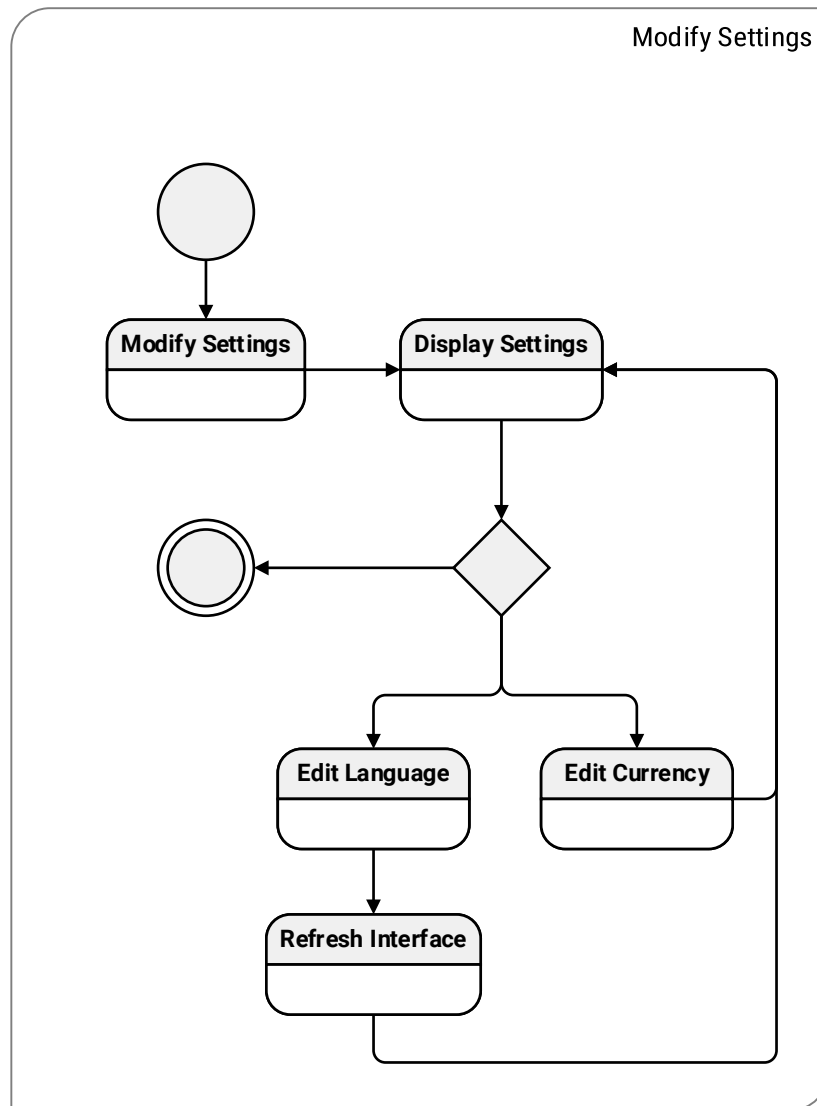 Modify Settings
Modify Settings
Display Settings
Edit Language
Edit Currency
Refresh Interface